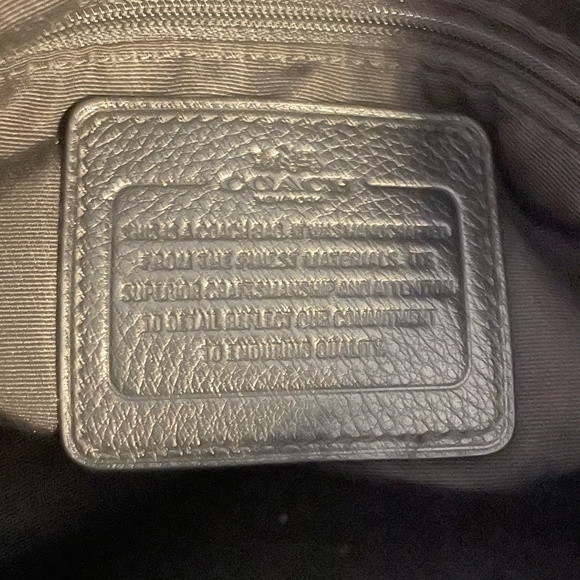 COACH
NEW YORK
THIS IS A COACH BAG. IT WAS HANDCRAFTED
FROM THE FINEST MATERIALS. ITS
SUPERIOR CRAFTSMANSHIP AND ATTENTION
TO DETAIL REFLECT OUR COMMITMENT
TO ENDURING QUALITY.